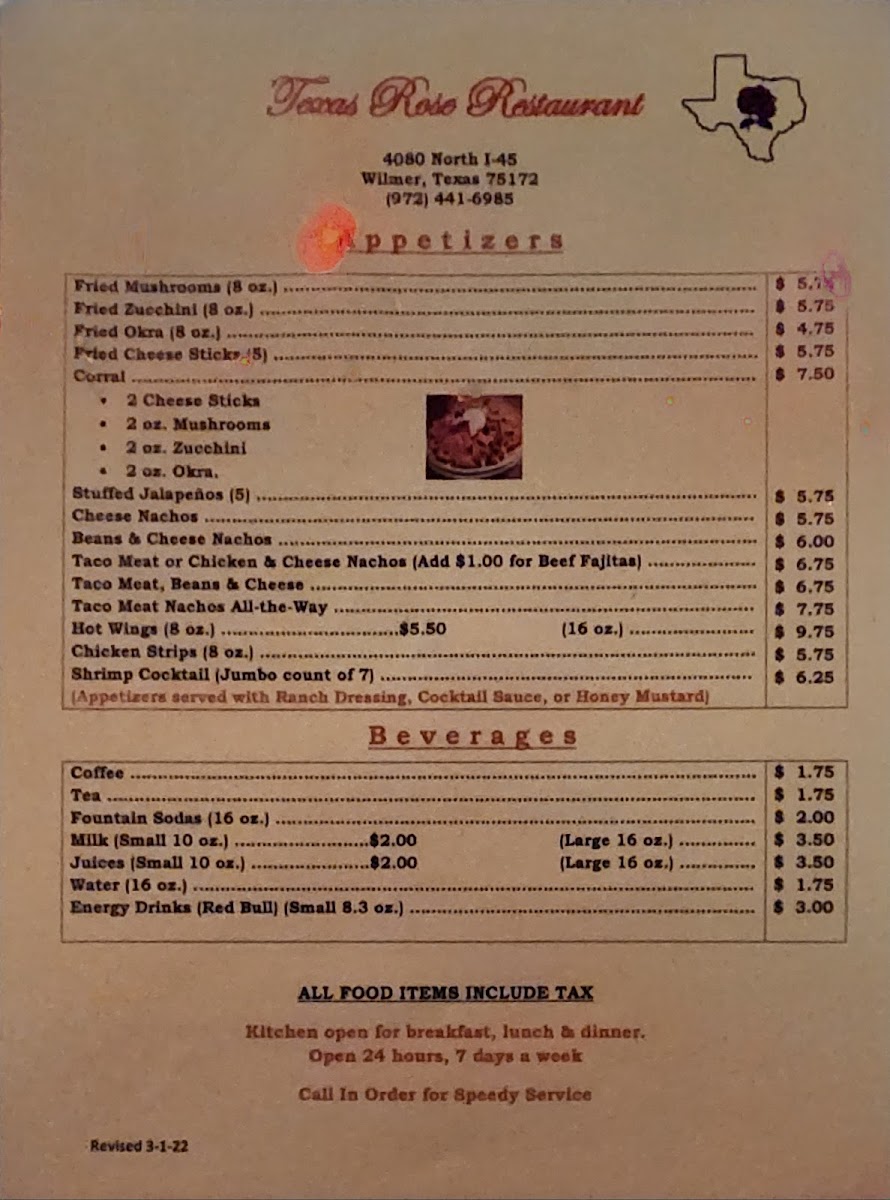 Texas Rose Restaurant
4080 North I-45
Wilmer, Texas 75172
(972) 441-6985
Appetizers
Fried Mushrooms (8 oz.) ........ $ 5.75
Fried Zucchini (8 oz.) ........ $ 5.75
Fried Okra (8 oz.) ........ $ 4.75
Fried Cheese Sticks (5) ........ $ 5.75
Corral ........ $ 7.50
• 2 Cheese Sticks
• 2 oz. Mushrooms
• 2 oz. Zucchini
• 2 oz. Okra.
Stuffed Jalapeños (5) ........ $ 5.75
Cheese Nachos ........ $ 5.75
Beans & Cheese Nachos ........ $ 6.00
Taco Meat or Chicken & Cheese Nachos (Add $1.00 for Beef Fajitas) ........ $ 6.75
Taco Meat, Beans & Cheese ........ $ 6.75
Taco Meat Nachos All-the-Way ........ $ 7.75
Hot Wings (8 oz.) ........$5.50 (16 oz.) ........ $ 9.75
Chicken Strips (8 oz.) ........ $ 5.75
Shrimp Cocktail (Jumbo count of 7) ........ $ 6.25
(Appetizers served with Ranch Dressing, Cocktail Sauce, or Honey Mustard)
Beverages
Coffee ........ $ 1.75
Tea ........ $ 1.75
Fountain Sodas (16 oz.) ........ $ 2.00
Milk (Small 10 oz.) ........$2.00 (Large 16 oz.) ........ $ 3.50
Juices (Small 10 oz.) ........$2.00 (Large 16 oz.) ........ $ 3.50
Water (16 oz.) ........ $ 1.75
Energy Drinks (Red Bull) (Small 8.3 oz.) ........ $ 3.00
ALL FOOD ITEMS INCLUDE TAX
Kitchen open for breakfast, lunch & dinner.
Open 24 hours, 7 days a week
Call In Order for Speedy Service
Revised 3-1-22